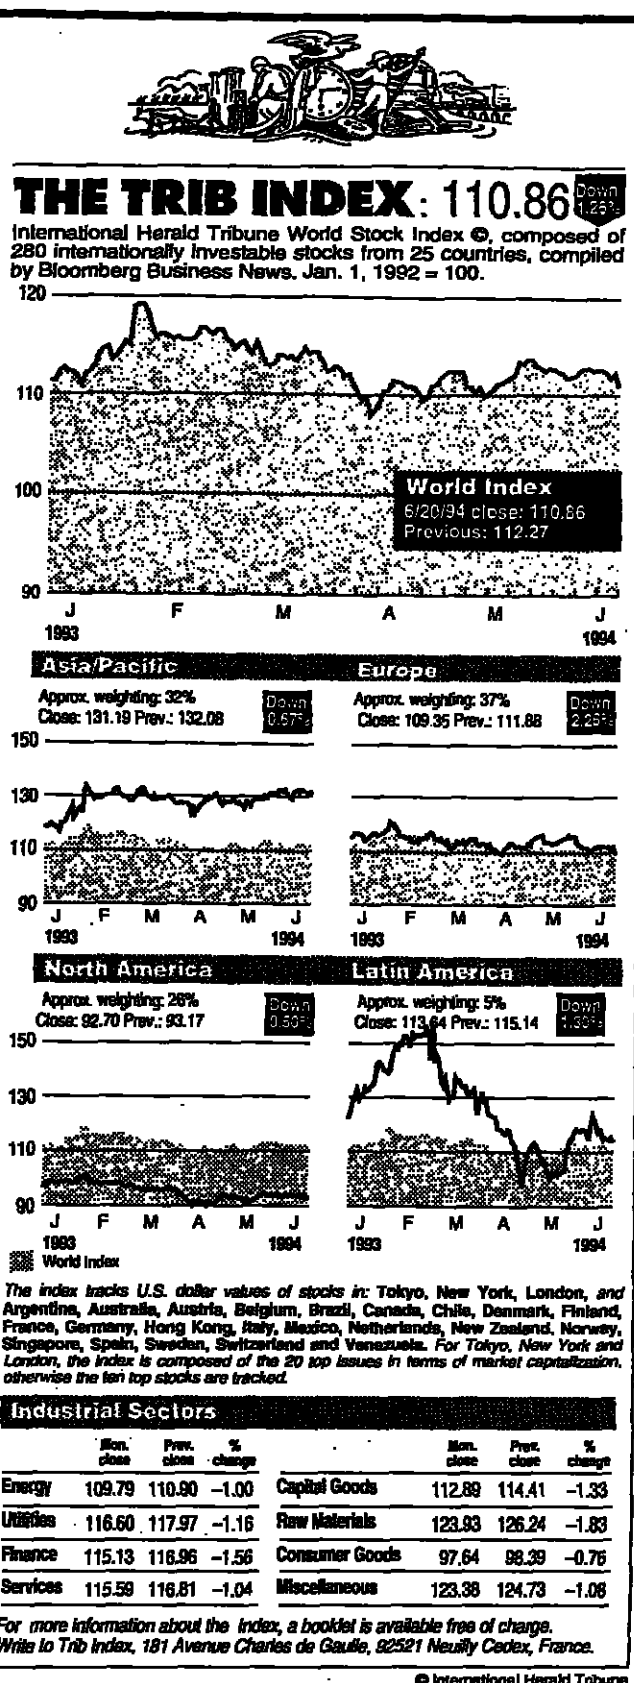 THE TRIB INDEX: 110.86 Down 1.26%
International Herald Tribune World Stock Index ©, composed of
280 internationally investable stocks from 25 countries, compiled
by Bloomberg Business News. Jan. 1, 1992 = 100.
120
110
100
90
World Index
6/20/94 close: 110.86
Previous: 112.27
J F M A M J
1993 1994
Asia/Pacific
Approx. weighting: 32%
Close: 131.19 Prev.: 132.08
Down 0.67%
150
130
110
90
J F M A M J
1993 1994
Europe
Approx. weighting: 37%
Close: 109.35 Prev.: 111.88
Down 2.26%
J F M A M J
1993 1994
North America
Approx. weighting: 26%
Close: 92.70 Prev.: 93.17
Down 0.50%
150
130
110
90
J F M A M J
1993 1994
World Index
Latin America
Approx. weighting: 5%
Close: 113.64 Prev.: 115.14
Down 1.30%
J F M A M J
1993 1994
The index tracks U.S. dollar values of stocks in: Tokyo, New York, London, and
Argentina, Australia, Austria, Belgium, Brazil, Canada, Chile, Denmark, Finland,
France, Germany, Hong Kong, Italy, Mexico, Netherlands, New Zealand, Norway,
Singapore, Spain, Sweden, Switzerland and Venezuela. For Tokyo, New York and
London, the index is composed of the 20 top issues in terms of market capitalization,
otherwise the ten top stocks are tracked.
Industrial Sectors
Mon. close Prev. close % change
Energy 109.79 110.90 –1.00
Utilities 116.60 117.97 –1.16
Finance 115.13 116.96 –1.56
Services 115.59 116.81 –1.04
Mon. close Prev. close % change
Capital Goods 112.89 114.41 –1.33
Raw Materials 123.93 126.24 –1.83
Consumer Goods 97.64 98.39 –0.76
Miscellaneous 123.38 124.73 –1.08
For more information about the Index, a booklet is available free of charge.
Write to Trib Index, 181 Avenue Charles de Gaulle, 92521 Neuilly Cedex, France.
© International Herald Tribune